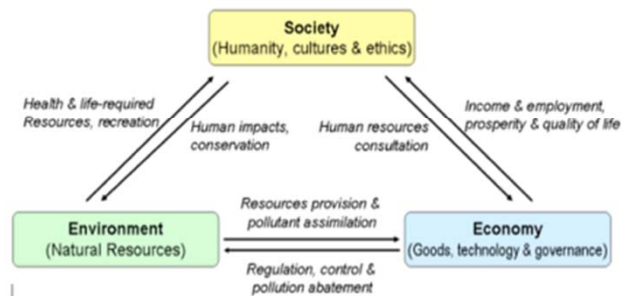 Society
(Humanity, cultures & ethics)
Health & life-required
Resources, recreation
Human impacts,
conservation
Human resources
consultation
Income & employment,
prosperity & quality of life
Resources provision &
pollutant assimilation
Environment
(Natural Resources)
Economy
(Goods, technology & governance)
Regulation, control &
pollution abatement